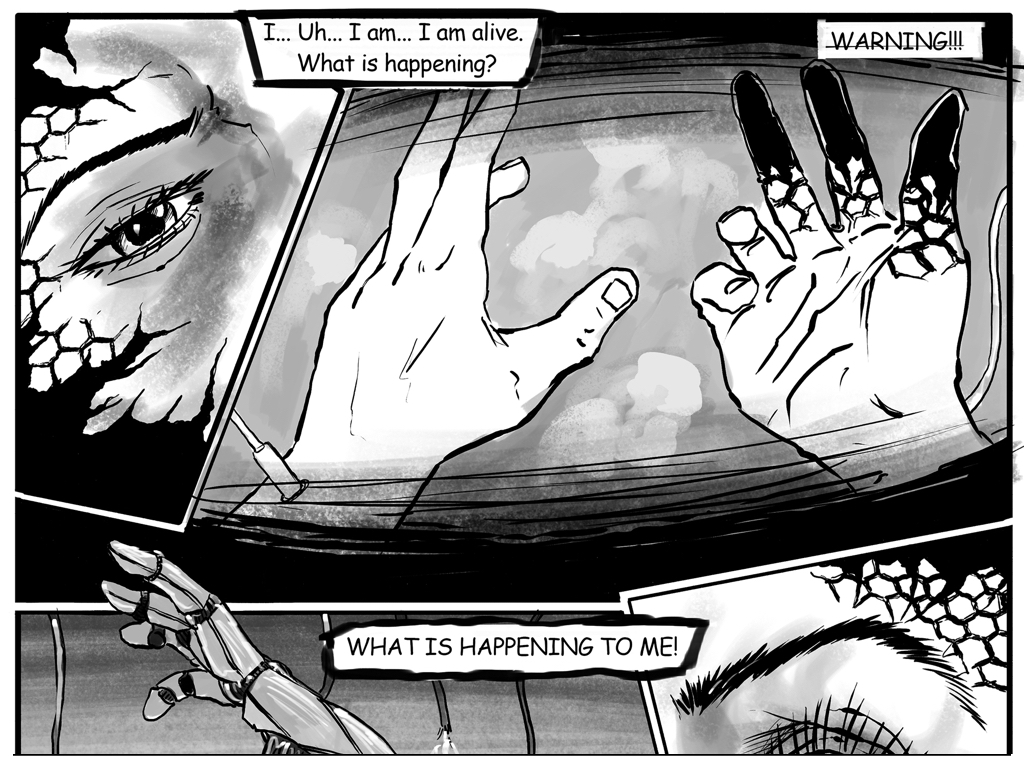 I... Uh... I am... I am alive.
What is happening?
WARNING!!!
WHAT IS HAPPENING TO ME!